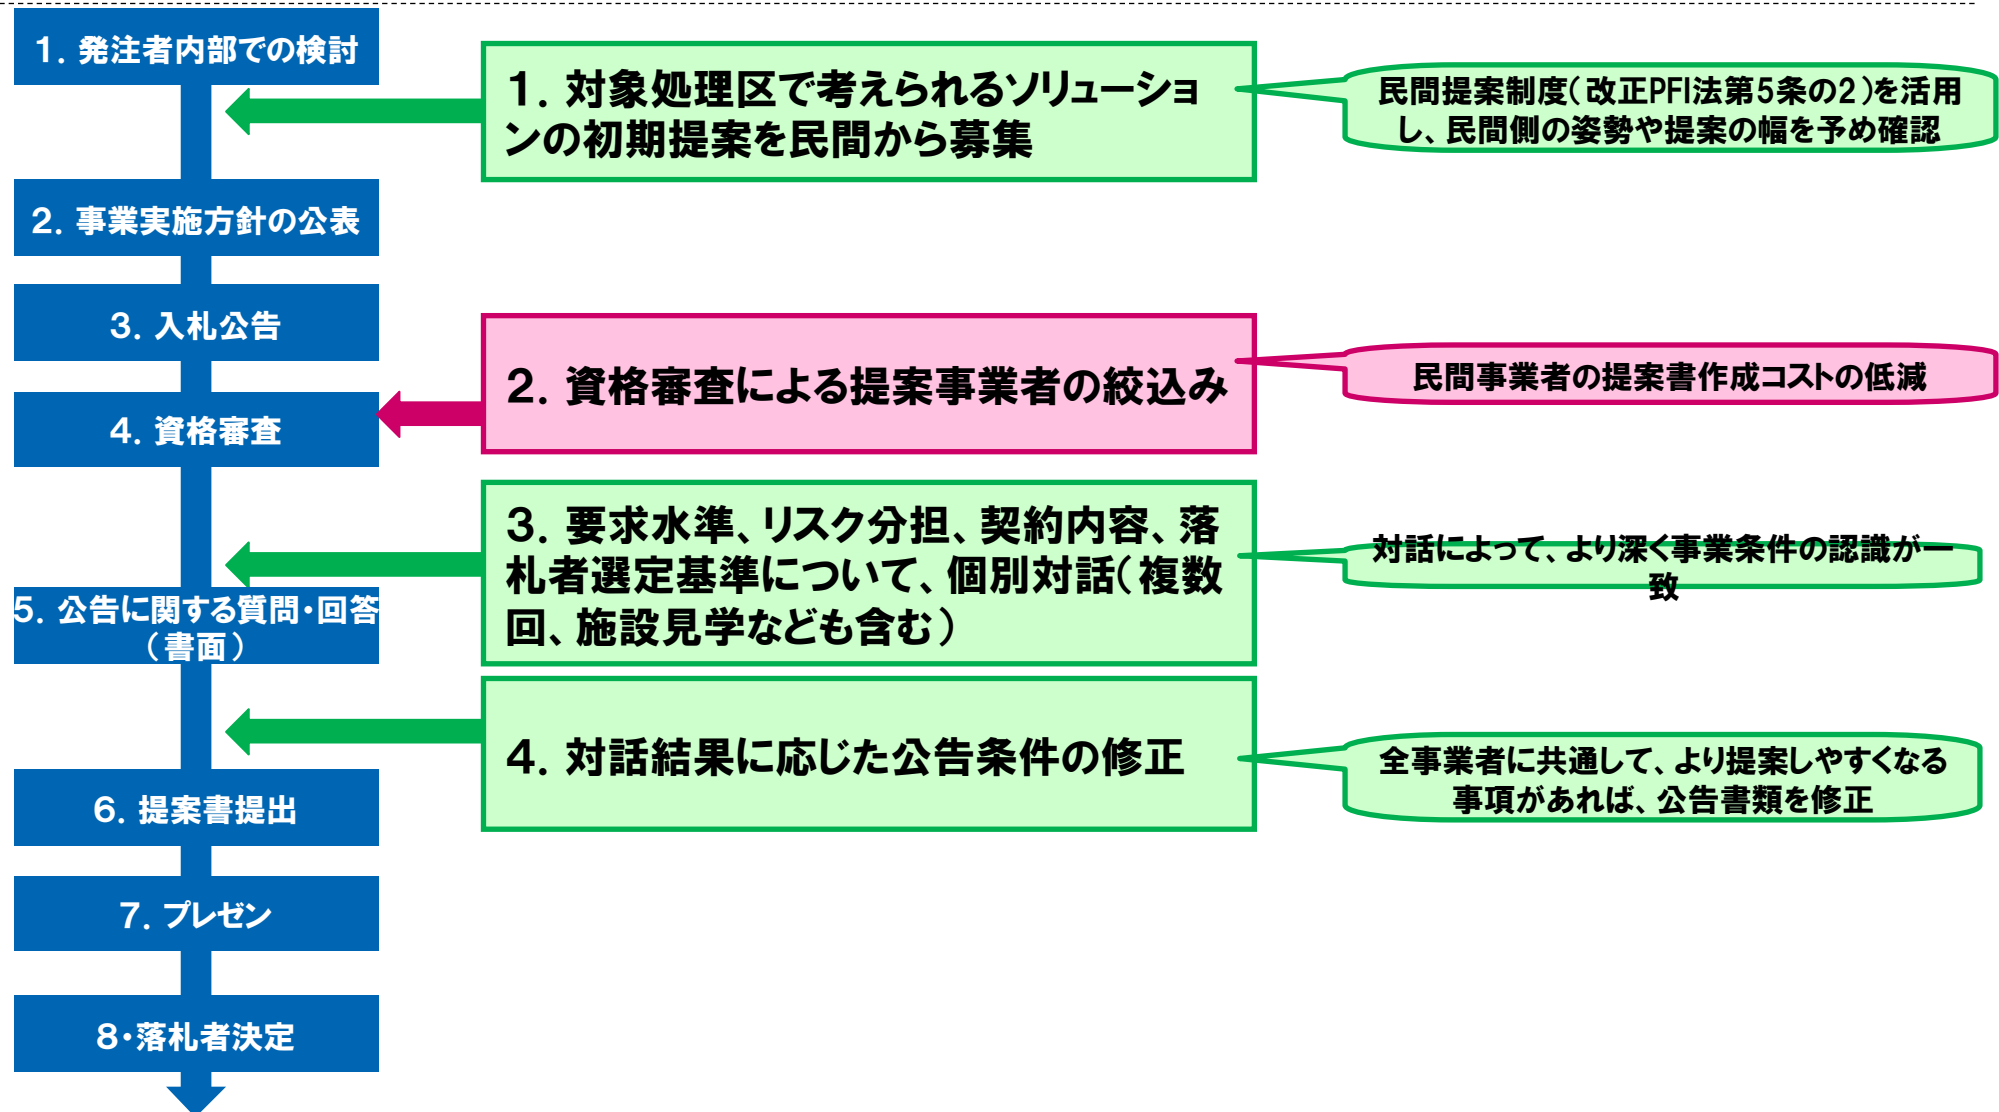 １．発注者内部での検討
２．事業実施方針の公表
３．入札公告
４．資格審査
５．公告に関する質問・回答
（書面）
６．提案書提出
７．プレゼン
８・落札者決定
１．対象処理区で考えられるソリューショ
ンの初期提案を民間から募集
２．資格審査による提案事業者の絞込み
３．要求水準、リスク分担、契約内容、落
札者選定基準について、個別対話（複数
回、施設見学なども含む）
４．対話結果に応じた公告条件の修正
民間提案制度（改正PFI法第5条の２）を活用
し、民間側の姿勢や提案の幅を予め確認
民間事業者の提案書作成コストの低減
対話によって、より深く事業条件の認識が一
致
全事業者に共通して、より提案しやすくなる
事項があれば、公告書類を修正